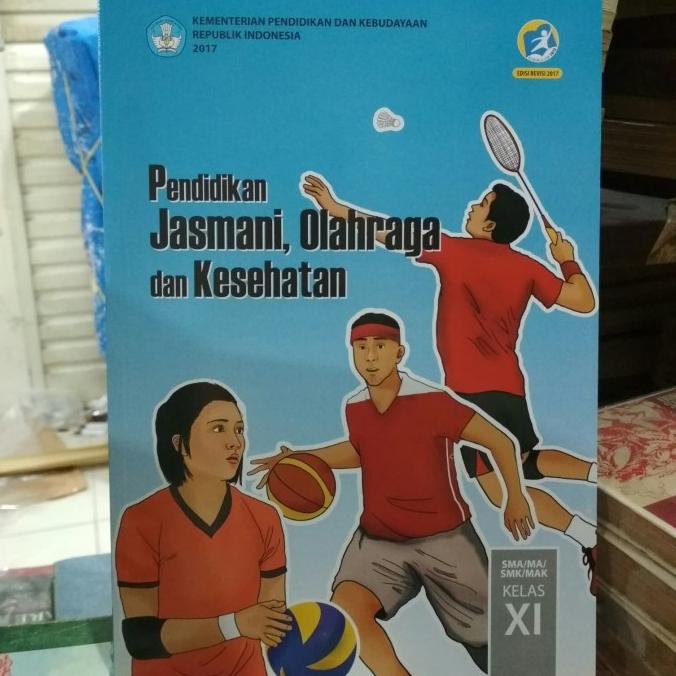 KEMENTERIAN PENDIDIKAN DAN KEBUDAYAAN
REPUBLIK INDONESIA
2017
EDISI REVISI 2017
Pendidikan
Jasmani, Olahraga
dan Kesehatan
SMA/MA/
SMK/MAK
KELAS
XI